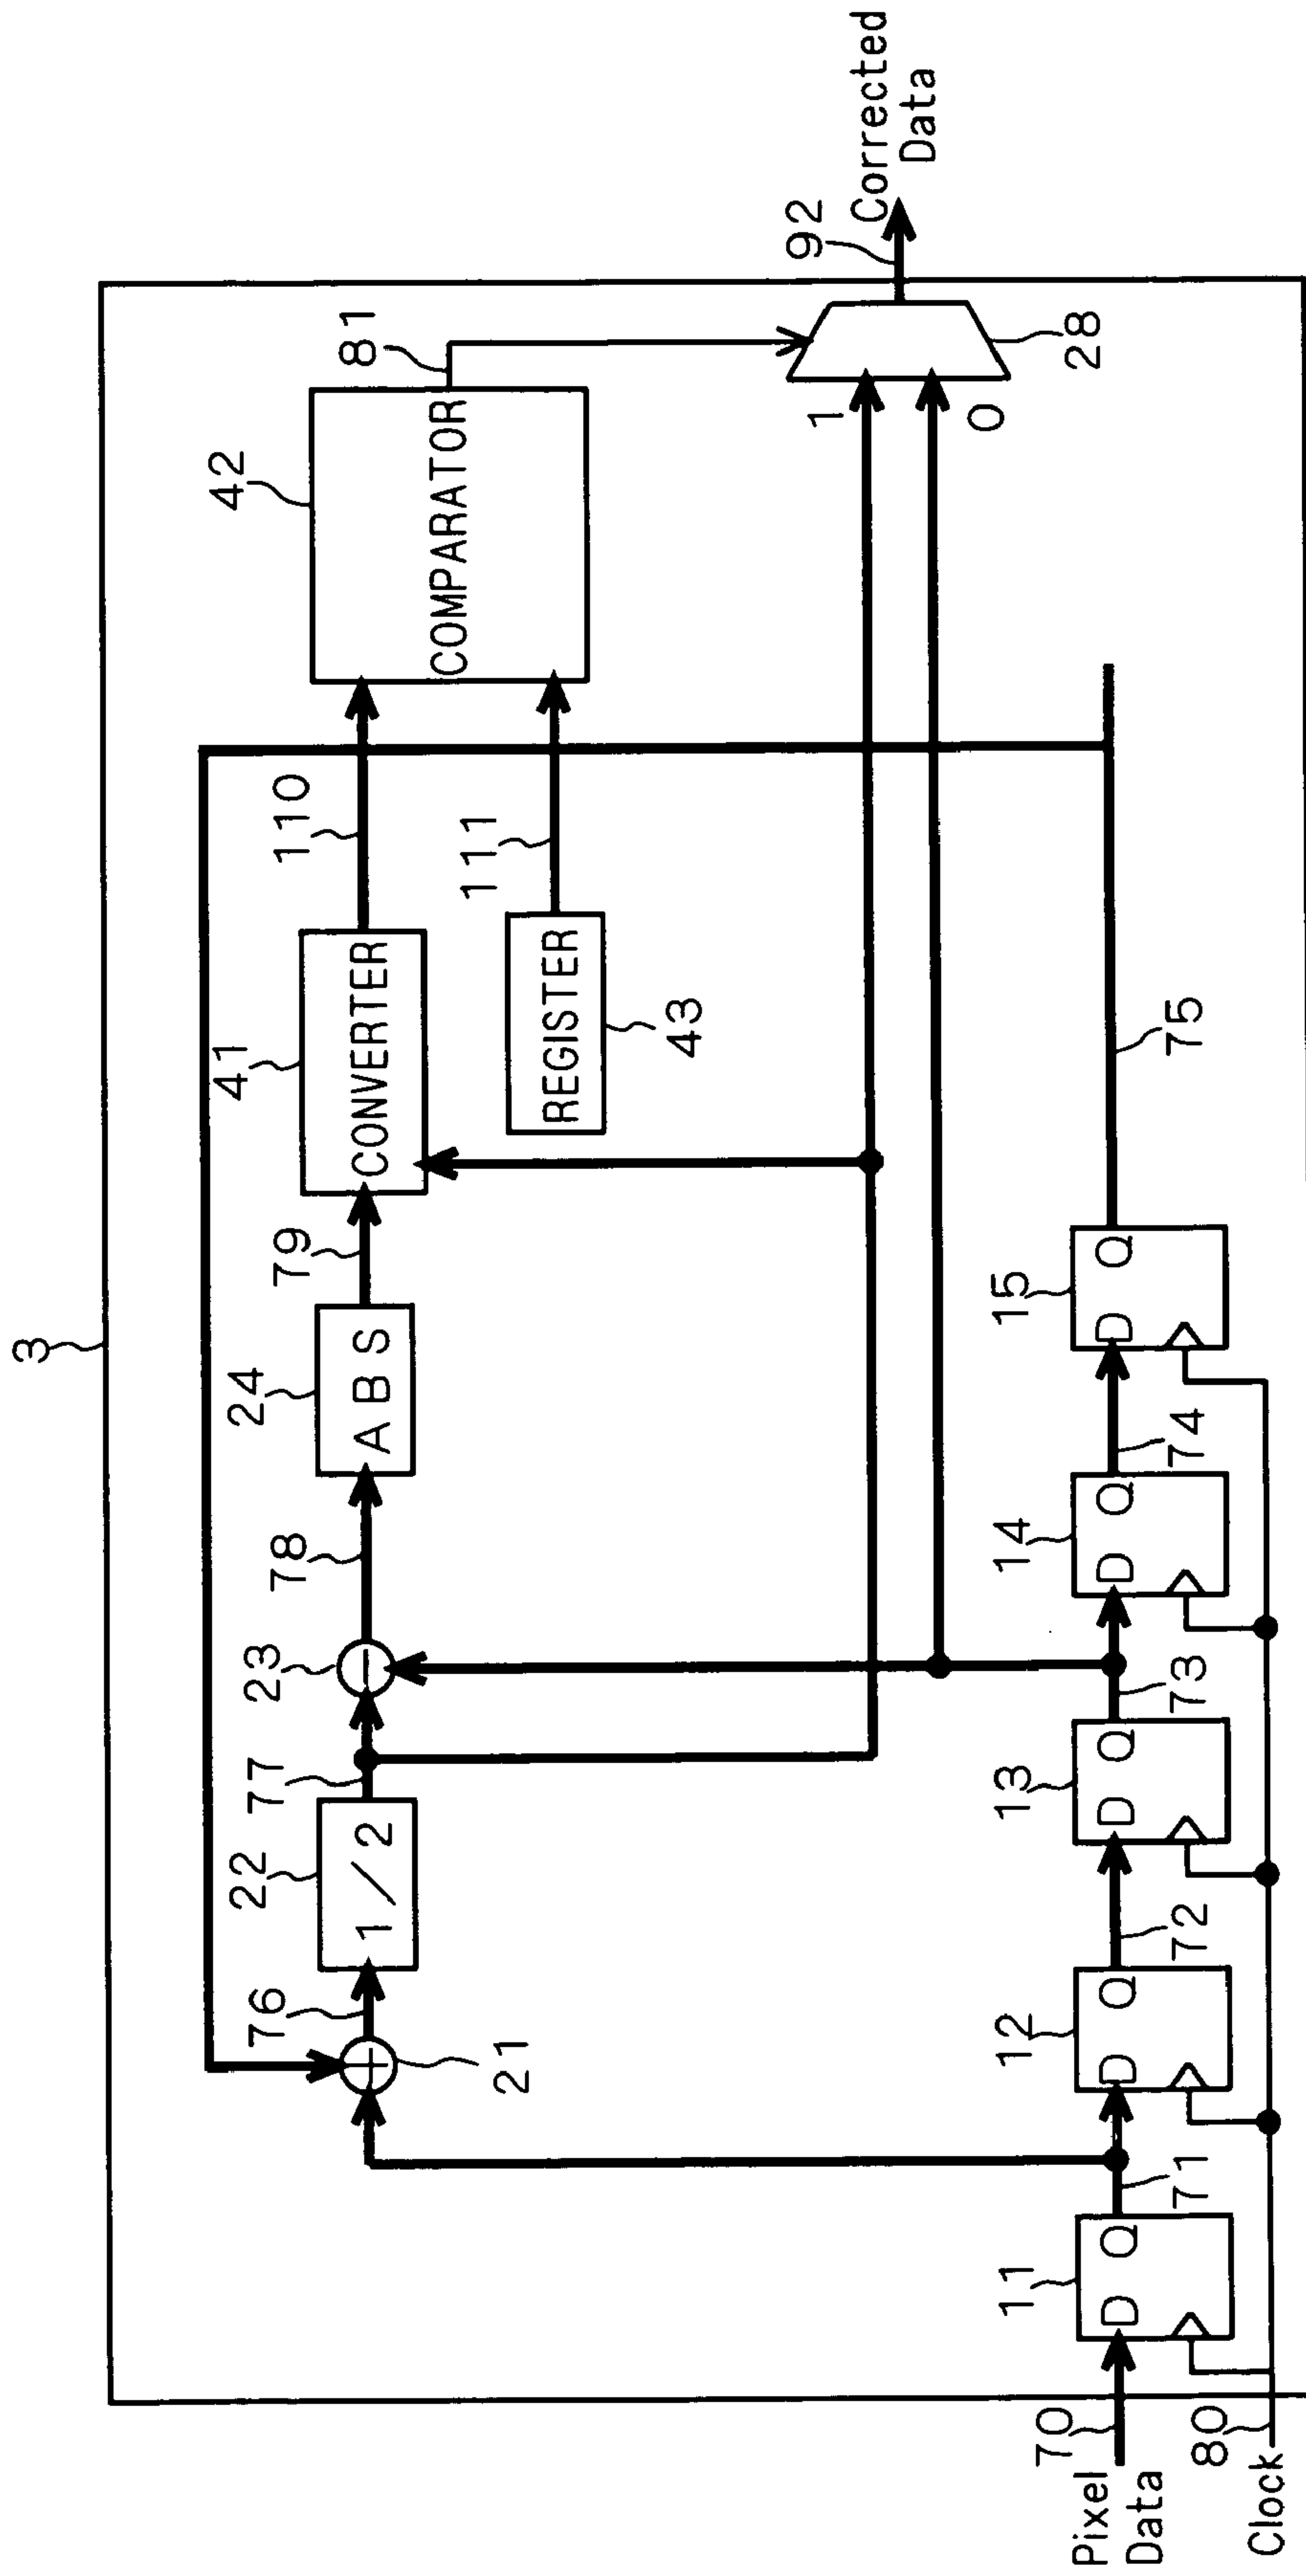 3
42
81
92
Corrected
Data
COMPARATOR
1
0
28
110
111
41
CONVERTER
REGISTER
43
79
24
ABS
78
23
77
22
1/2
76
21
75
15
D Q
74
14
D Q
73
13
D Q
72
12
D Q
71
11
D Q
70
Pixel
Data
80
Clock